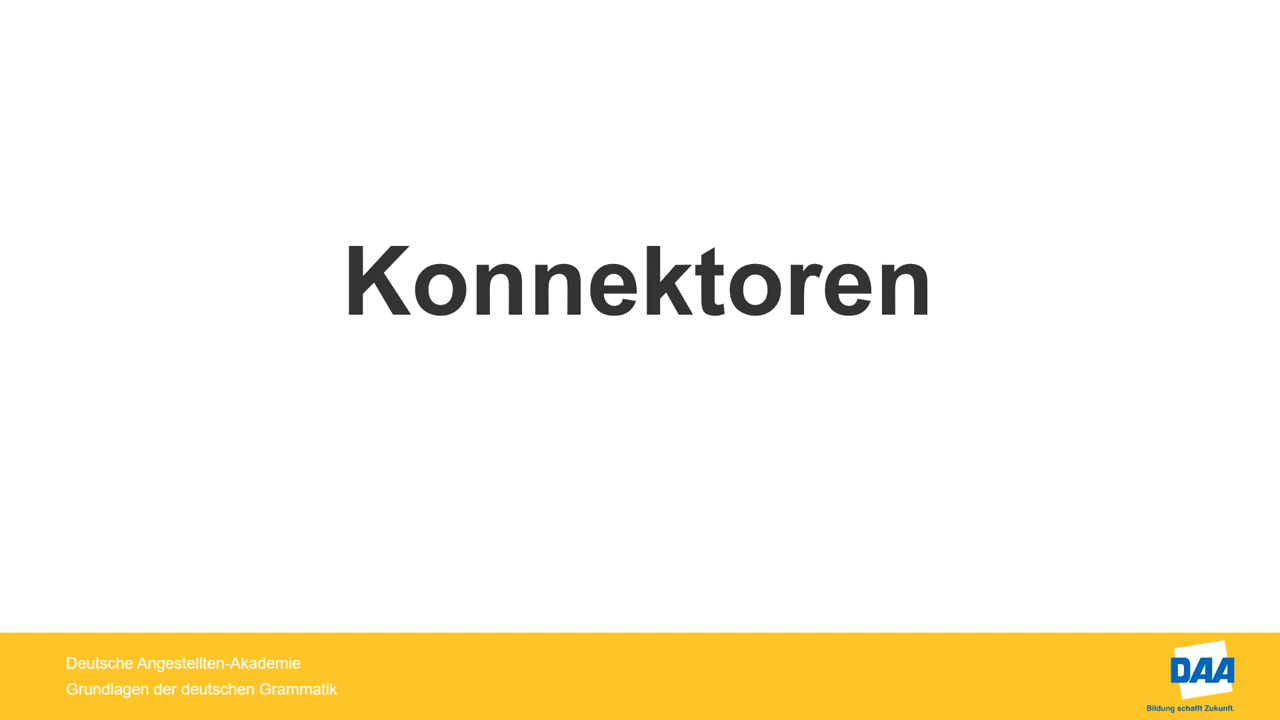 Konnektoren
Deutsche Angestellten-Akademie
Grundlagen der deutschen Grammatik
DAA
Bildung schafft Zukunft.